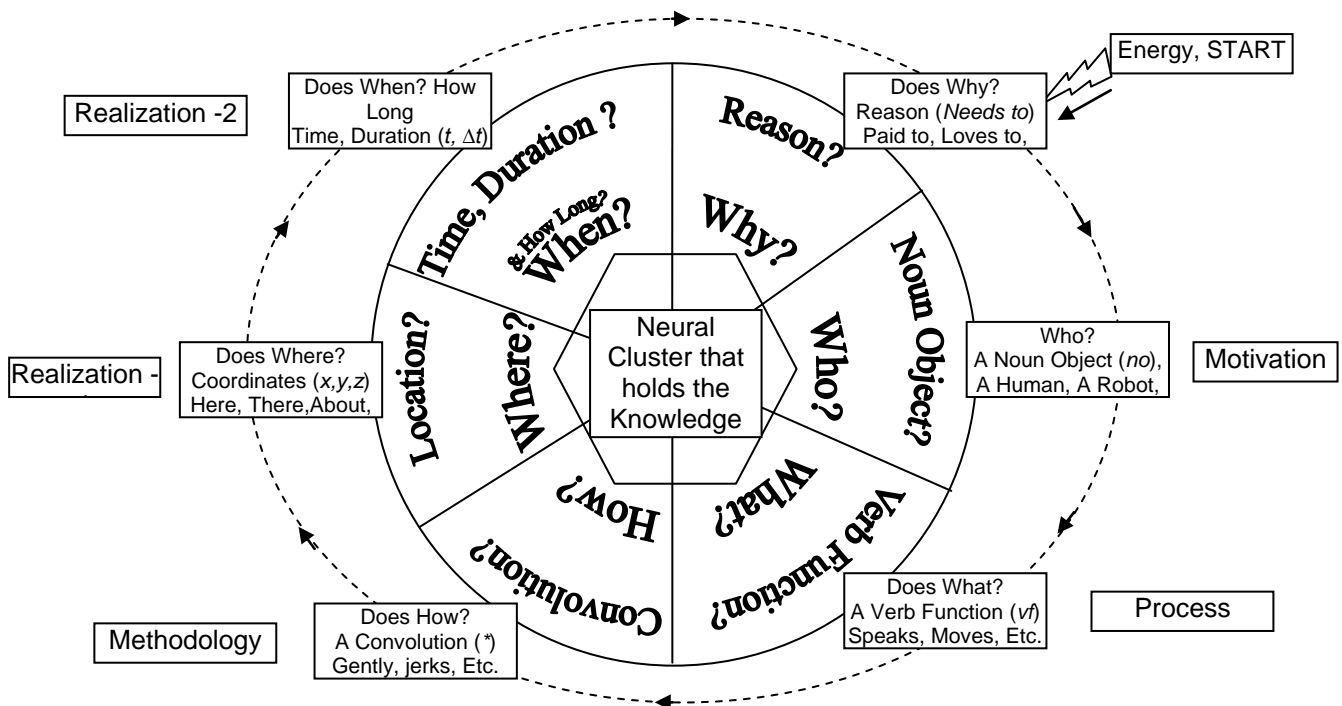 Energy, START
Does Why?
Reason (Needs to)
Paid to, Loves to,
Reason?
Why?
Noun Object?
Who?
Who?
A Noun Object (no),
A Human, A Robot,
Motivation
Verb Function?
What?
Does What?
A Verb Function (vf)
Speaks, Moves, Etc.
Process
How?
Convolution?
Does How?
A Convolution (*)
Gently, jerks, Etc.
Methodology
Location?
Where?
Does Where?
Coordinates (x,y,z)
Here, There,About,
Realization -
Time, Duration ?
& How Long?
When?
Does When? How
Long
Time, Duration (t, Δt)
Realization -2
Neural
Cluster that
holds the
Knowledge